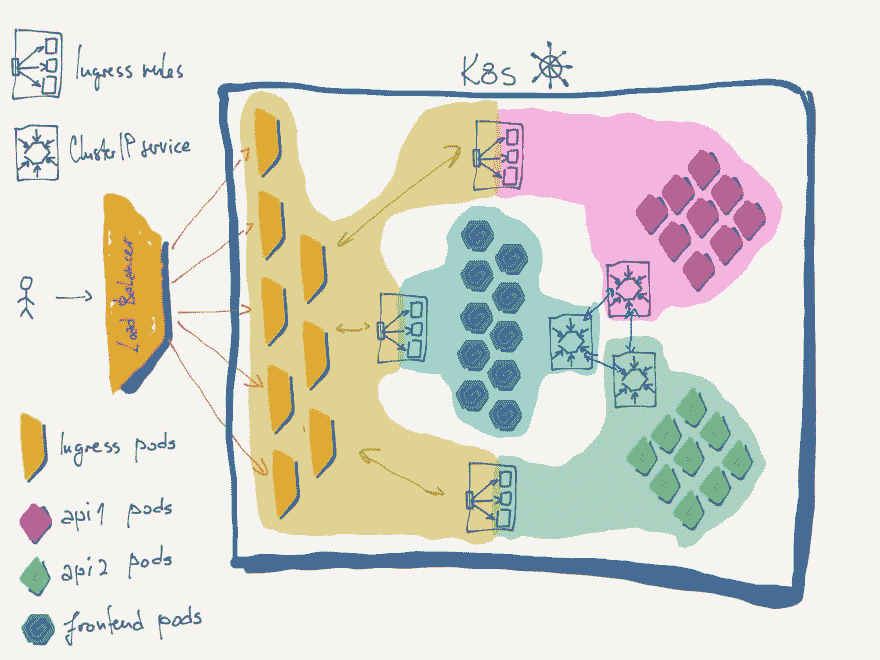 K8s
Ingress rules
ClusterIP service
Load Balancer
Ingress pods
api1 pods
api2 pods
frontend pods